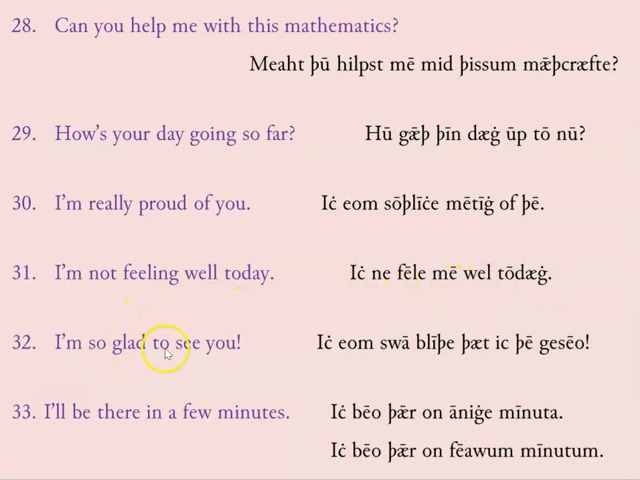 28. Can you help me with this mathematics?
Meaht þū hilpst mē mid þissum mǣþcræfte?
29. How's your day going so far? Hū gǣþ þīn dæġ ūp tō nū?
30. I'm really proud of you. Iċ eom sōþlīċe mētīġ of þē.
31. I'm not feeling well today. Iċ ne fēle mē wel tōdæġ.
32. I'm so glad to see you! Iċ eom swā blīþe þæt ic þē gesēo!
33. I'll be there in a few minutes. Iċ bēo þǣr on āniġe mīnuta.
Iċ bēo þǣr on fēawum mīnutum.